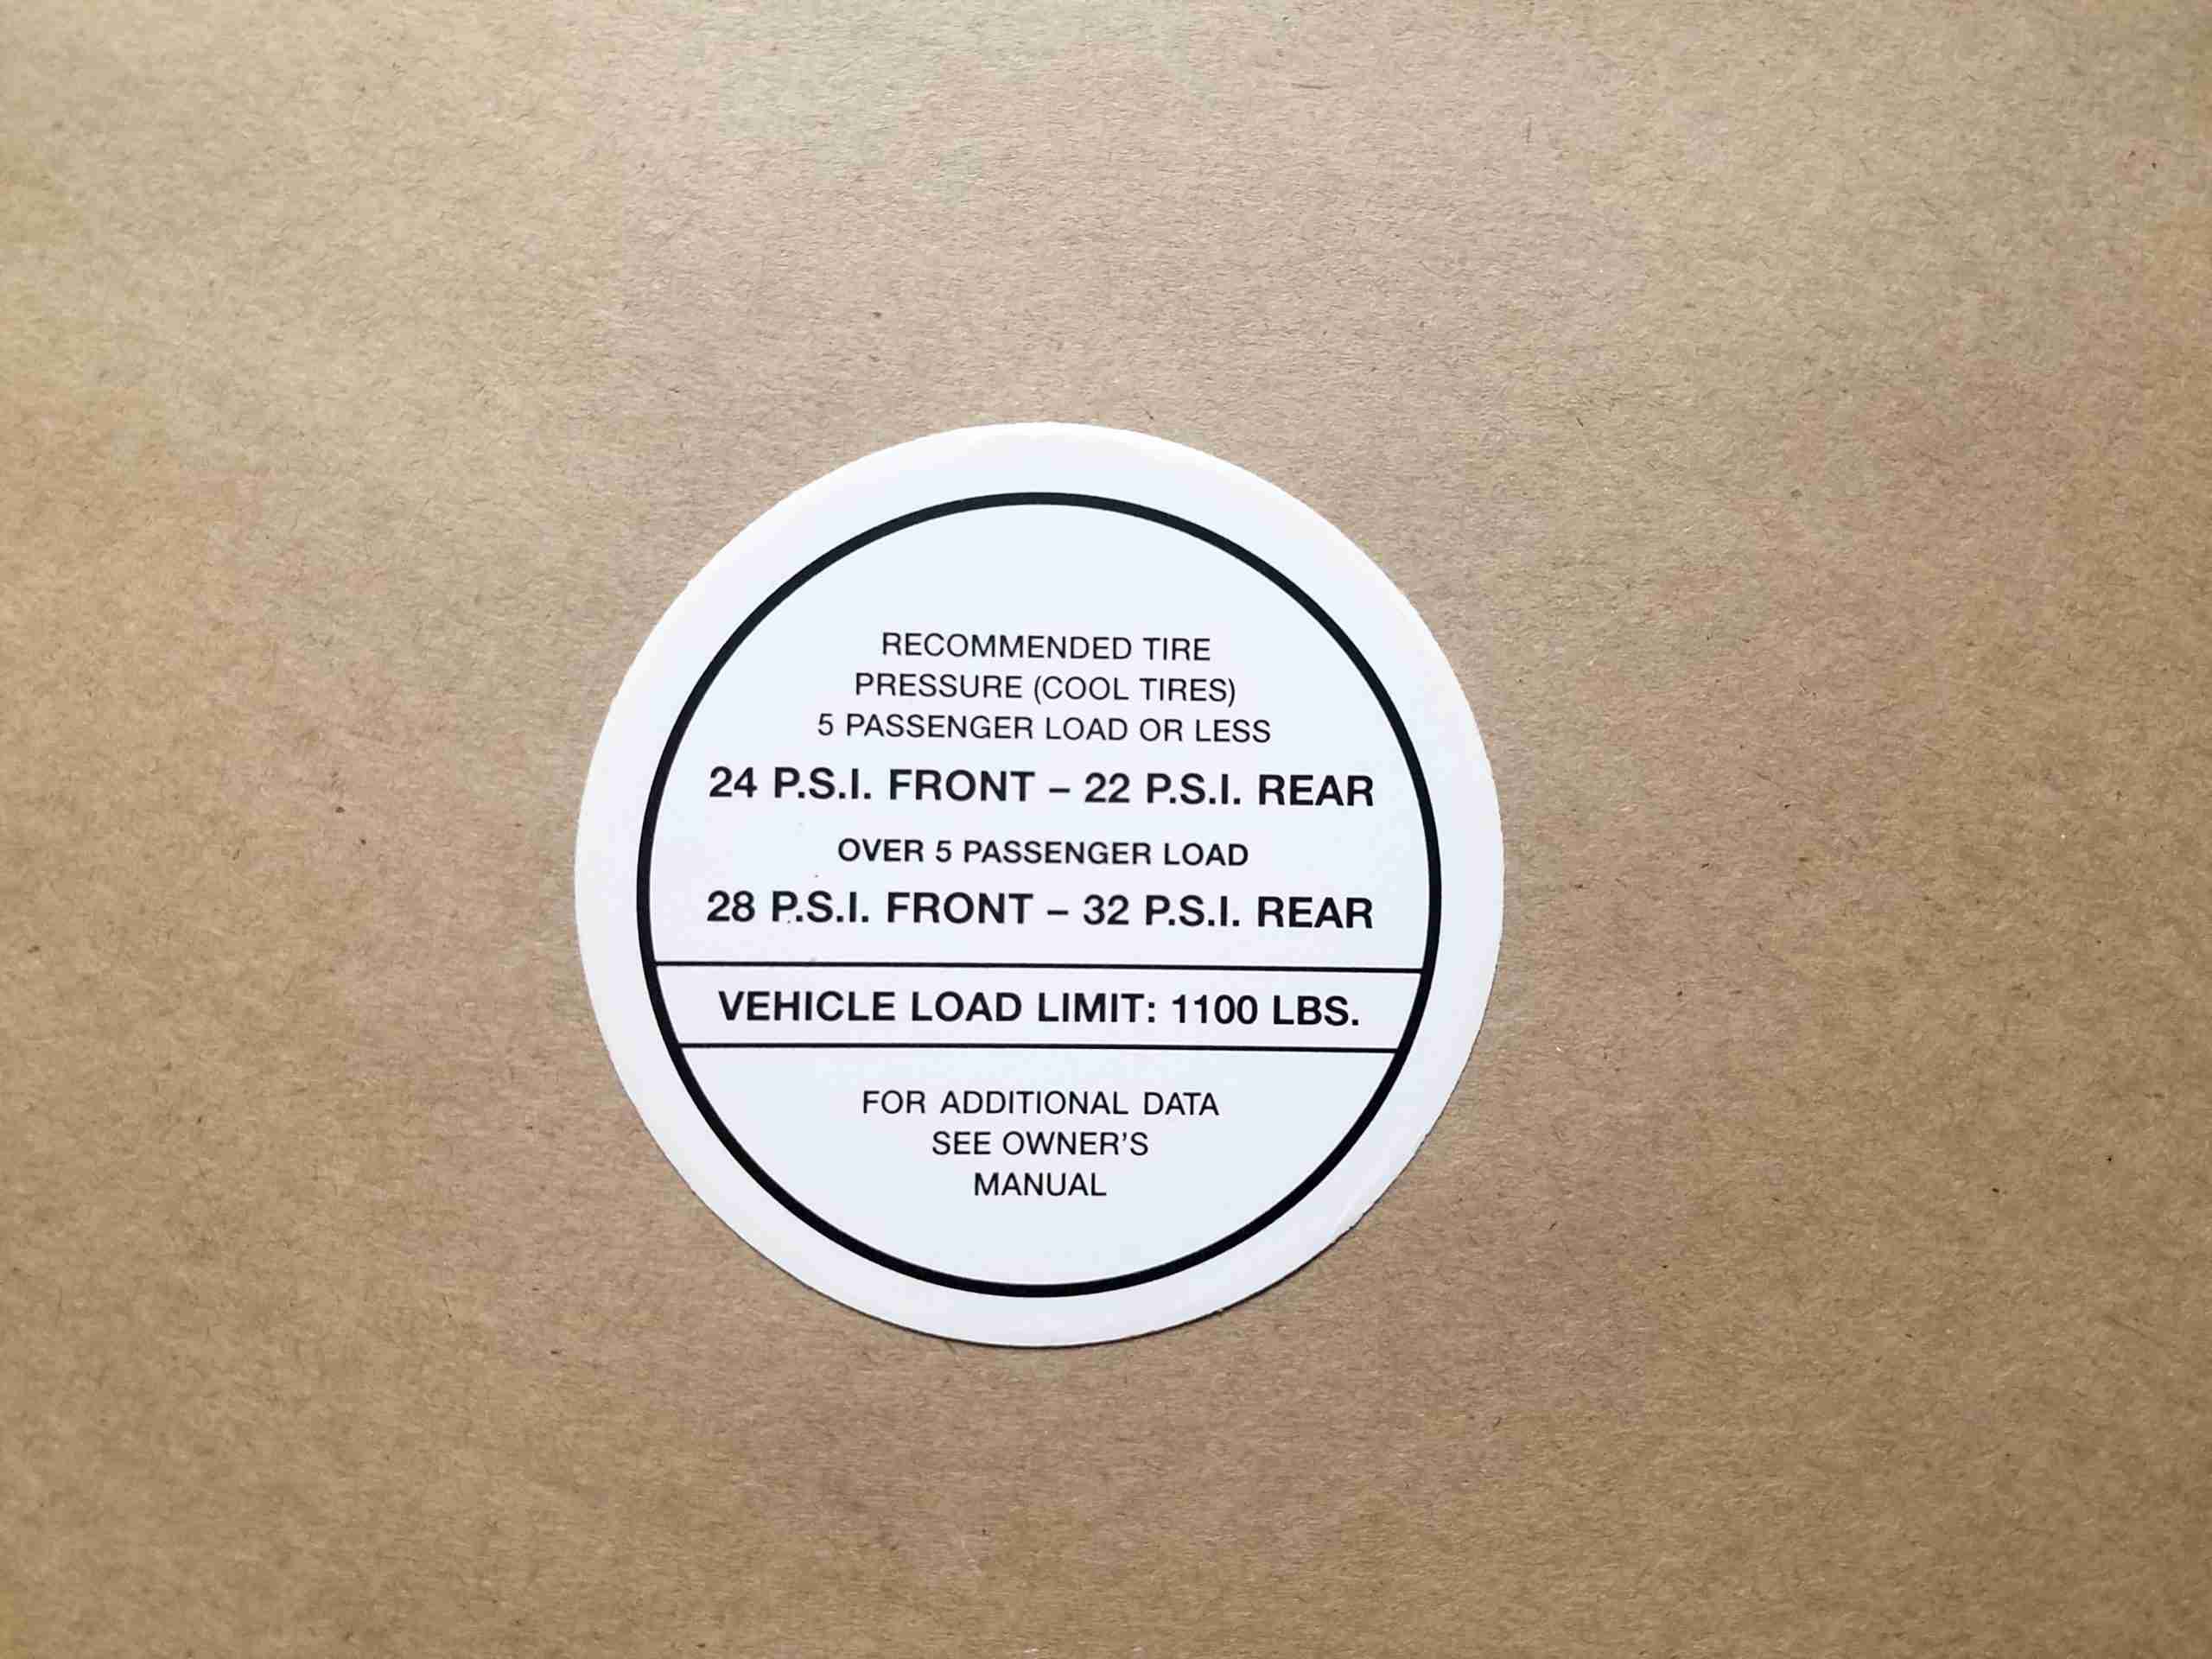 RECOMMENDED TIRE
PRESSURE (COOL TIRES)
5 PASSENGER LOAD OR LESS
24 P.S.I. FRONT – 22 P.S.I. REAR
OVER 5 PASSENGER LOAD
28 P.S.I. FRONT – 32 P.S.I. REAR
VEHICLE LOAD LIMIT: 1100 LBS.
FOR ADDITIONAL DATA
SEE OWNER'S
MANUAL